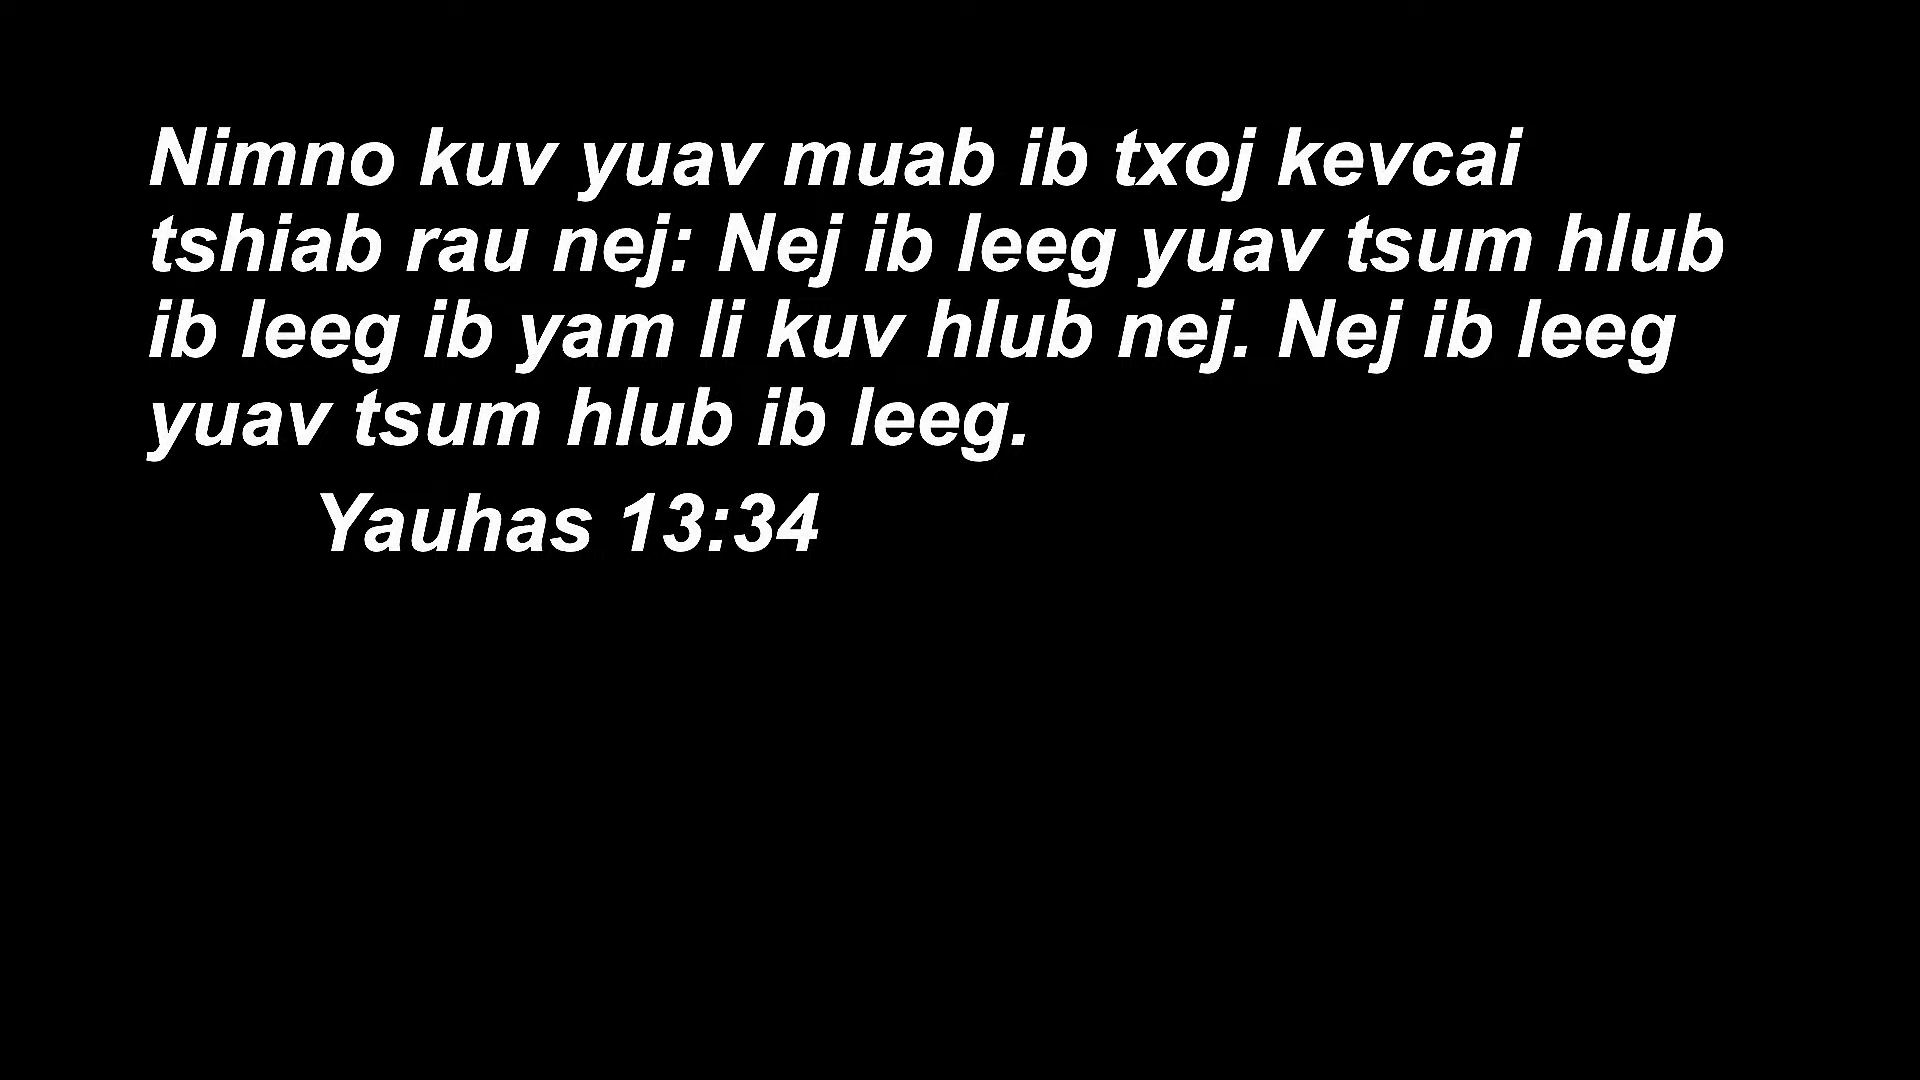 Nimno kuv yuav muab ib txoj kevcai
tshiab rau nej: Nej ib leeg yuav tsum hlub
ib leeg ib yam li kuv hlub nej. Nej ib leeg
yuav tsum hlub ib leeg.
Yauhas 13:34